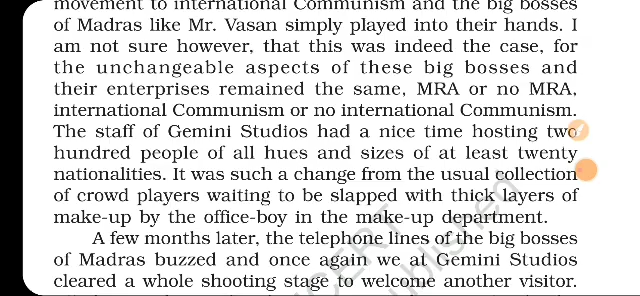 movement to international Communism and the big bosses
of Madras like Mr. Vasan simply played into their hands. I
am not sure however, that this was indeed the case, for
the unchangeable aspects of these big bosses and
their enterprises remained the same, MRA or no MRA,
international Communism or no international Communism.
The staff of Gemini Studios had a nice time hosting two
hundred people of all hues and sizes of at least twenty
nationalities. It was such a change from the usual collection
of crowd players waiting to be slapped with thick layers of
make-up by the office-boy in the make-up department.
A few months later, the telephone lines of the big bosses
of Madras buzzed and once again we at Gemini Studios
cleared a whole shooting stage to welcome another visitor.